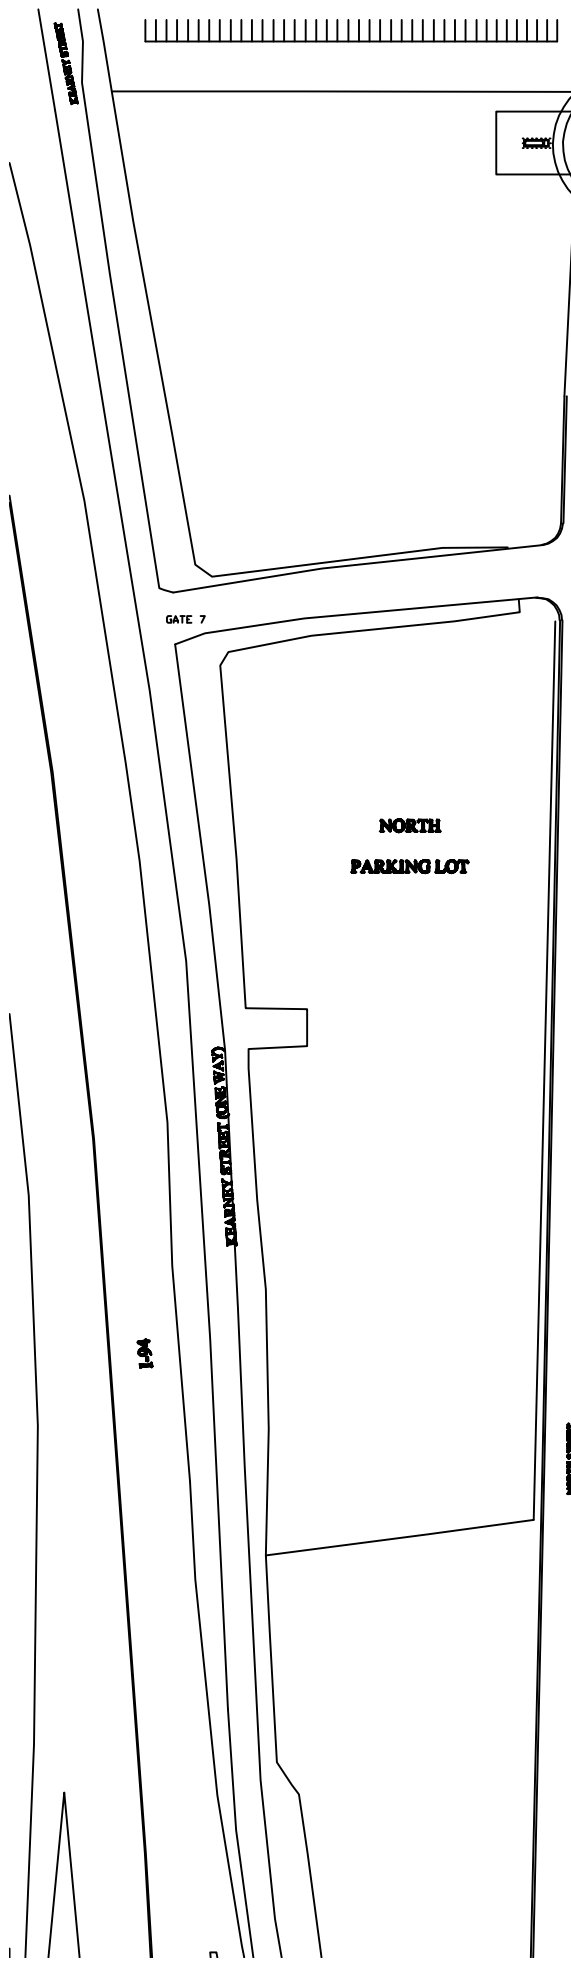 KEARNEY STREET
GATE 7
NORTH
PARKING LOT
KEARNEY STREET (ONE WAY)
I-94